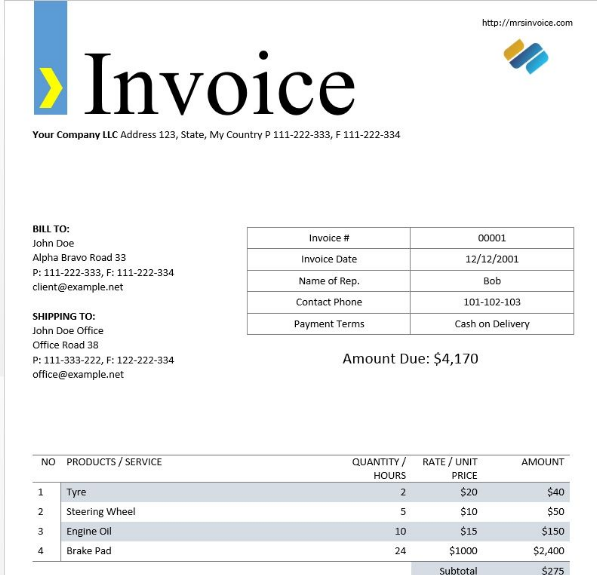 http://mrsinvoice.com
Invoice
Your Company LLC Address 123, State, My Country P 111-222-333, F 111-222-334
BILL TO:
John Doe
Alpha Bravo Road 33
P: 111-222-333, F: 111-222-334
client@example.net
SHIPPING TO:
John Doe Office
Office Road 38
P: 111-333-222, F: 122-222-334
office@example.net
Invoice # 00001
Invoice Date 12/12/2001
Name of Rep. Bob
Contact Phone 101-102-103
Payment Terms Cash on Delivery
Amount Due: $4,170
NO PRODUCTS / SERVICE QUANTITY / HOURS RATE / UNIT PRICE AMOUNT
1 Tyre 2 $20 $40
2 Steering Wheel 5 $10 $50
3 Engine Oil 10 $15 $150
4 Brake Pad 24 $1000 $2,400
Subtotal $275